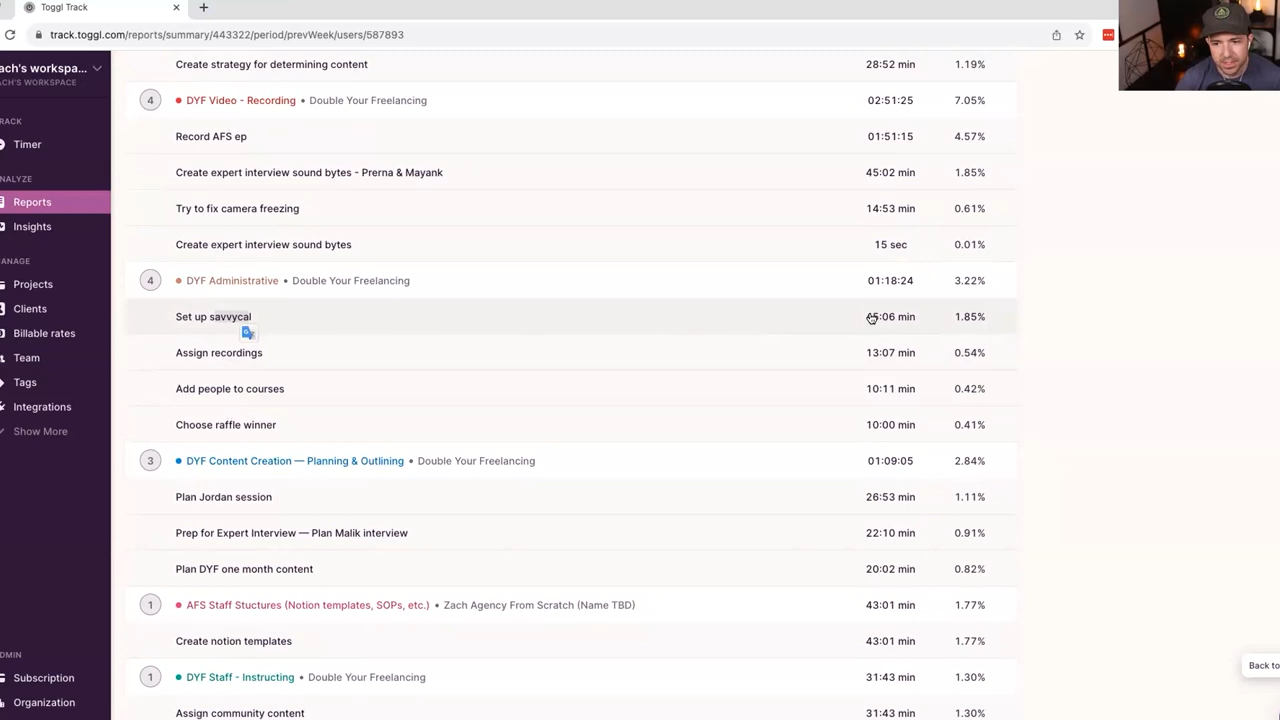 Toggl Track
track.toggl.com/reports/summary/443322/period/prevWeek/users/587893
ach's workspa...
ACH'S WORKSPACE
RACK
Timer
NALYZE
Reports
Insights
ANAGE
Projects
Clients
Billable rates
Team
Tags
Integrations
Show More
DMIN
Subscription
Organization
Create strategy for determining content 28:52 min 1.19%
4 DYF Video - Recording • Double Your Freelancing 02:51:25 7.05%
Record AFS ep 01:51:15 4.57%
Create expert interview sound bytes - Prerna & Mayank 45:02 min 1.85%
Try to fix camera freezing 14:53 min 0.61%
Create expert interview sound bytes 15 sec 0.01%
4 DYF Administrative • Double Your Freelancing 01:18:24 3.22%
Set up savvycal 5:06 min 1.85%
Assign recordings 13:07 min 0.54%
Add people to courses 10:11 min 0.42%
Choose raffle winner 10:00 min 0.41%
3 DYF Content Creation — Planning & Outlining • Double Your Freelancing 01:09:05 2.84%
Plan Jordan session 26:53 min 1.11%
Prep for Expert Interview — Plan Malik interview 22:10 min 0.91%
Plan DYF one month content 20:02 min 0.82%
1 AFS Staff Stuctures (Notion templates, SOPs, etc.) • Zach Agency From Scratch (Name TBD) 43:01 min 1.77%
Create notion templates 43:01 min 1.77%
1 DYF Staff - Instructing • Double Your Freelancing 31:43 min 1.30%
Assign community content 31:43 min 1.30%
Back to